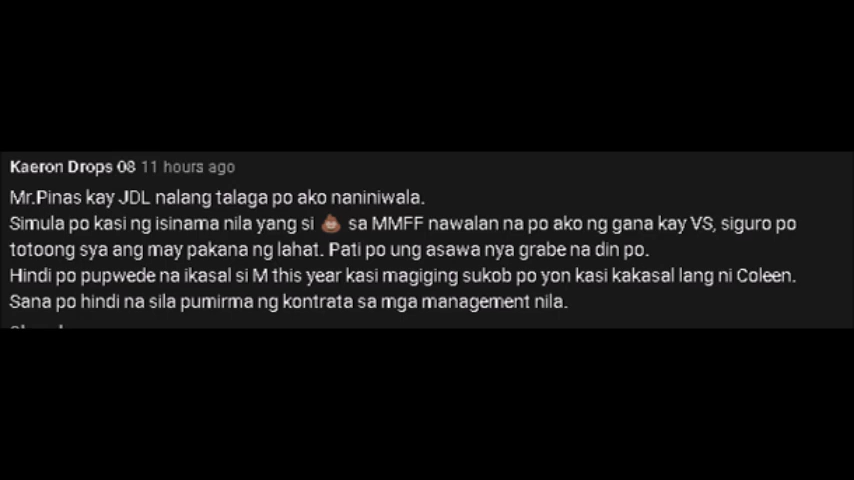 Kaeron Drops 08 11 hours ago
Mr.Pinas kay JDL nalang talaga po ako naniniwala.
Simula po kasi ng isinama nila yang si 💩 sa MMFF nawalan na po ako ng gana kay VS, siguro po
totoong sya ang may pakana ng lahat. Pati po ung asawa nya grabe na din po.
Hindi po pupwede na ikasal si M this year kasi magiging sukob po yon kasi kakasal lang ni Coleen.
Sana po hindi na sila pumirma ng kontrata sa mga management nila.